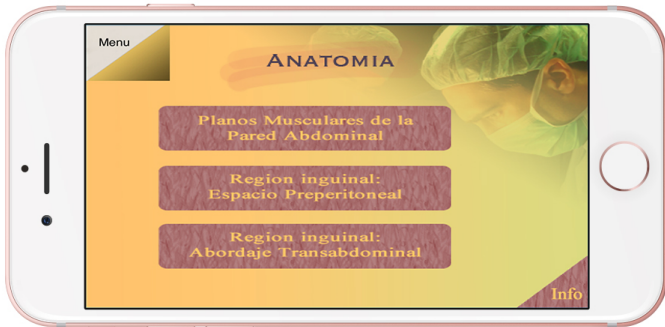 Menu
ANATOMIA
Planos Musculares de la
Pared Abdominal
Region inguinal:
Espacio Preperitoneal
Region inguinal:
Abordaje Transabdominal
Info